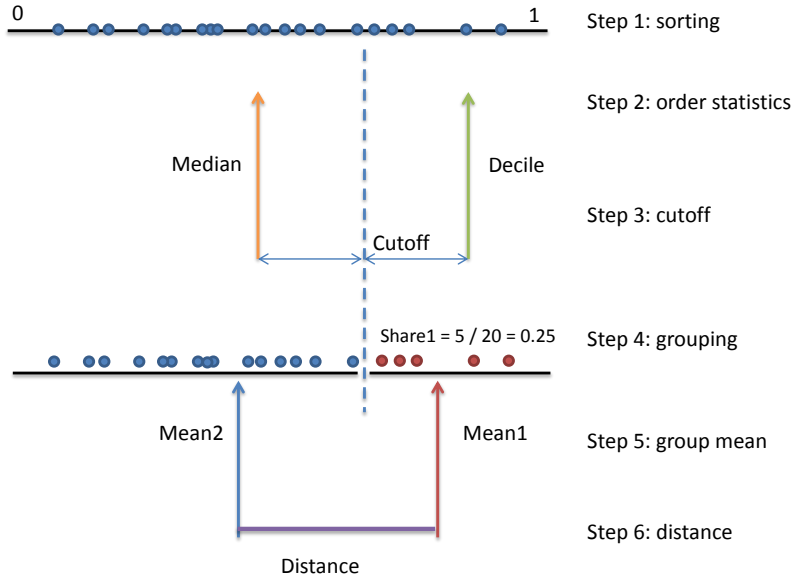 0
1
Step 1: sorting
Step 2: order statistics
Median
Decile
Step 3: cutoff
Cutoff
Share1 = 5 / 20 = 0.25
Step 4: grouping
Mean2
Mean1
Step 5: group mean
Step 6: distance
Distance